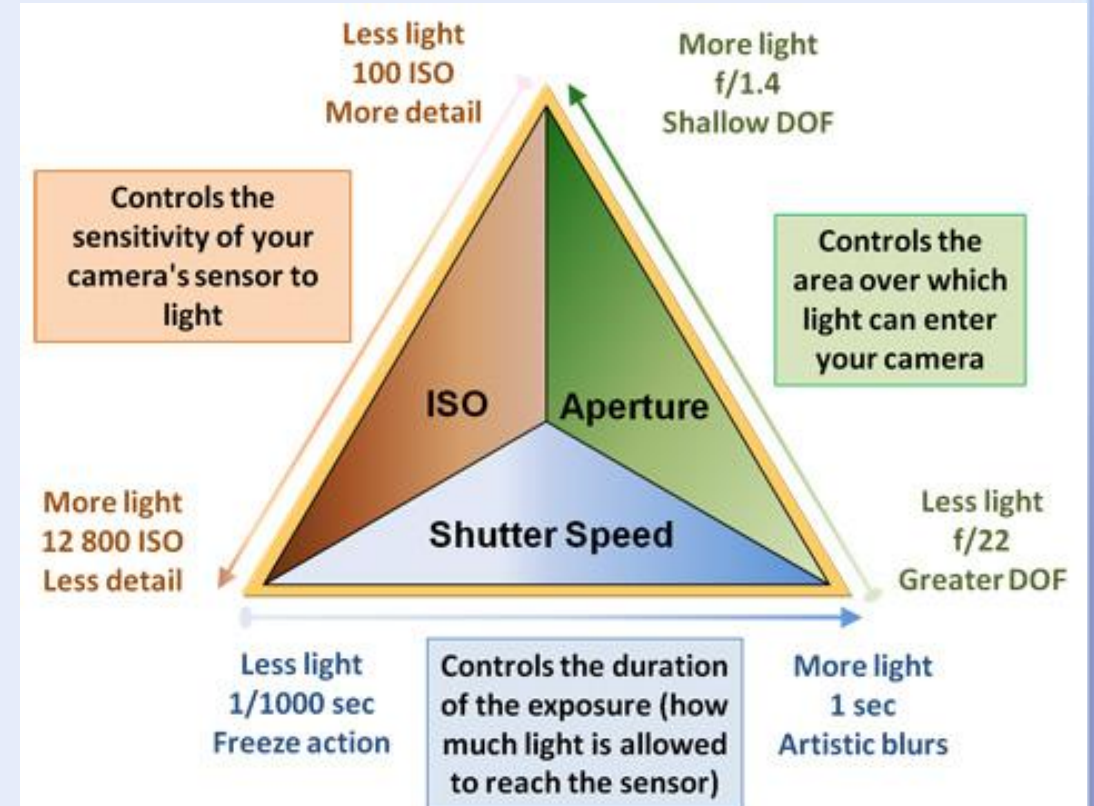 Less light
100 ISO
More detail
More light
f/1.4
Shallow DOF
Controls the
sensitivity of your
camera's sensor to
light
Controls the
area over which
light can enter
your camera
ISO
Aperture
Shutter Speed
More light
12 800 ISO
Less detail
Less light
f/22
Greater DOF
Less light
1/1000 sec
Freeze action
Controls the duration
of the exposure (how
much light is allowed
to reach the sensor)
More light
1 sec
Artistic blurs